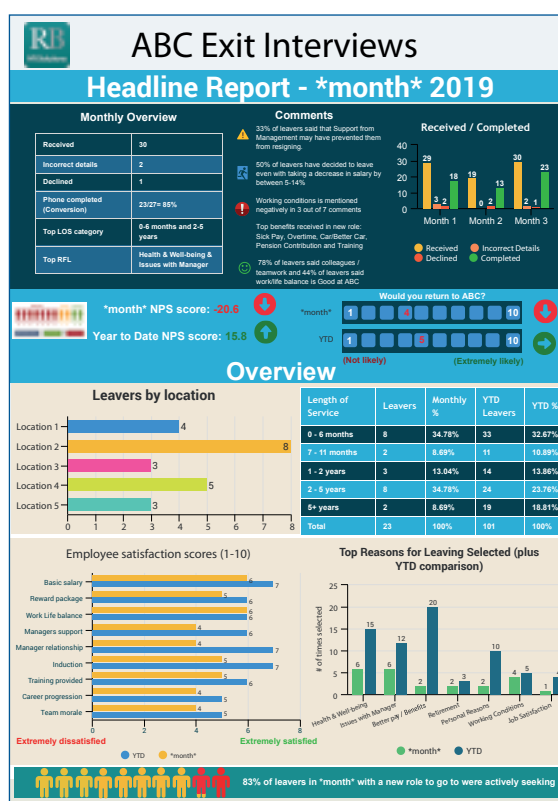 RB
ABC Exit Interviews
Headline Report - *month* 2019
Monthly Overview
Received 30
Incorrect details 2
Declined 1
Phone completed (Conversion) 23/27= 85%
Top LOS category 0-6 months and 2-5 years
Top RFL Health & Well-being & Issues with Manager
Comments
33% of leavers said that Support from
Management may have prevented them
from resigning.
50% of leavers have decided to leave
even with taking a decrease in salary by
between 5-14%
Working conditions is mentioned
negatively in 3 out of 7 comments
Top benefits received in new role:
Sick Pay, Overtime, Car/Better Car,
Pension Contribution and Training
78% of leavers said colleagues /
teamwork and 44% of leavers said
work/life balance is Good at ABC
Received / Completed
40
30
20
10
0
29 3 2 18
19 0 2 13
30 2 1 23
Month 1 Month 2 Month 3
Received Incorrect Details
Declined Completed
*month* NPS score: -20.6
Year to Date NPS score: 15.8
Would you return to ABC?
*month* 1 4 10
YTD 1 5 10
(Not likely) (Extremely likely)
Overview
Leavers by location
Location 1 4
Location 2 8
Location 3 3
Location 4 5
Location 5 3
0 1 2 3 4 5 6 7 8
Length of Service Leavers Monthly % YTD Leavers YTD %
0 - 6 months 8 34.78% 33 32.67%
7 - 11 months 2 8.69% 11 10.89%
1 - 2 years 3 13.04% 14 13.86%
2 - 5 years 8 34.78% 24 23.76%
5+ years 2 8.69% 19 18.81%
Total 23 100% 101 100%
Employee satisfaction scores (1-10)
Basic salary 6 7
Reward package 5 6
Work Life balance 6 6
Managers support 4 6
Manager relationship 4 7
Induction 5 7
Training provided 5 6
Career progression 4 5
Team morale 4 5
0 2 4 6 8
Extremely dissatisfied Extremely satisfied
YTD *month*
Top Reasons for Leaving Selected (plus
YTD comparison)
# of times selected
25
20
15
10
5
0
6 15
6 12
2 20
2 3
2 10
4 5
1
Health & Well-being
Issues with Manager
Better pay / Benefits
Retirement
Personal Reasons
Working Conditions
Job Satisfaction
*month* YTD
83% of leavers in *month* with a new role to go to were actively seeking